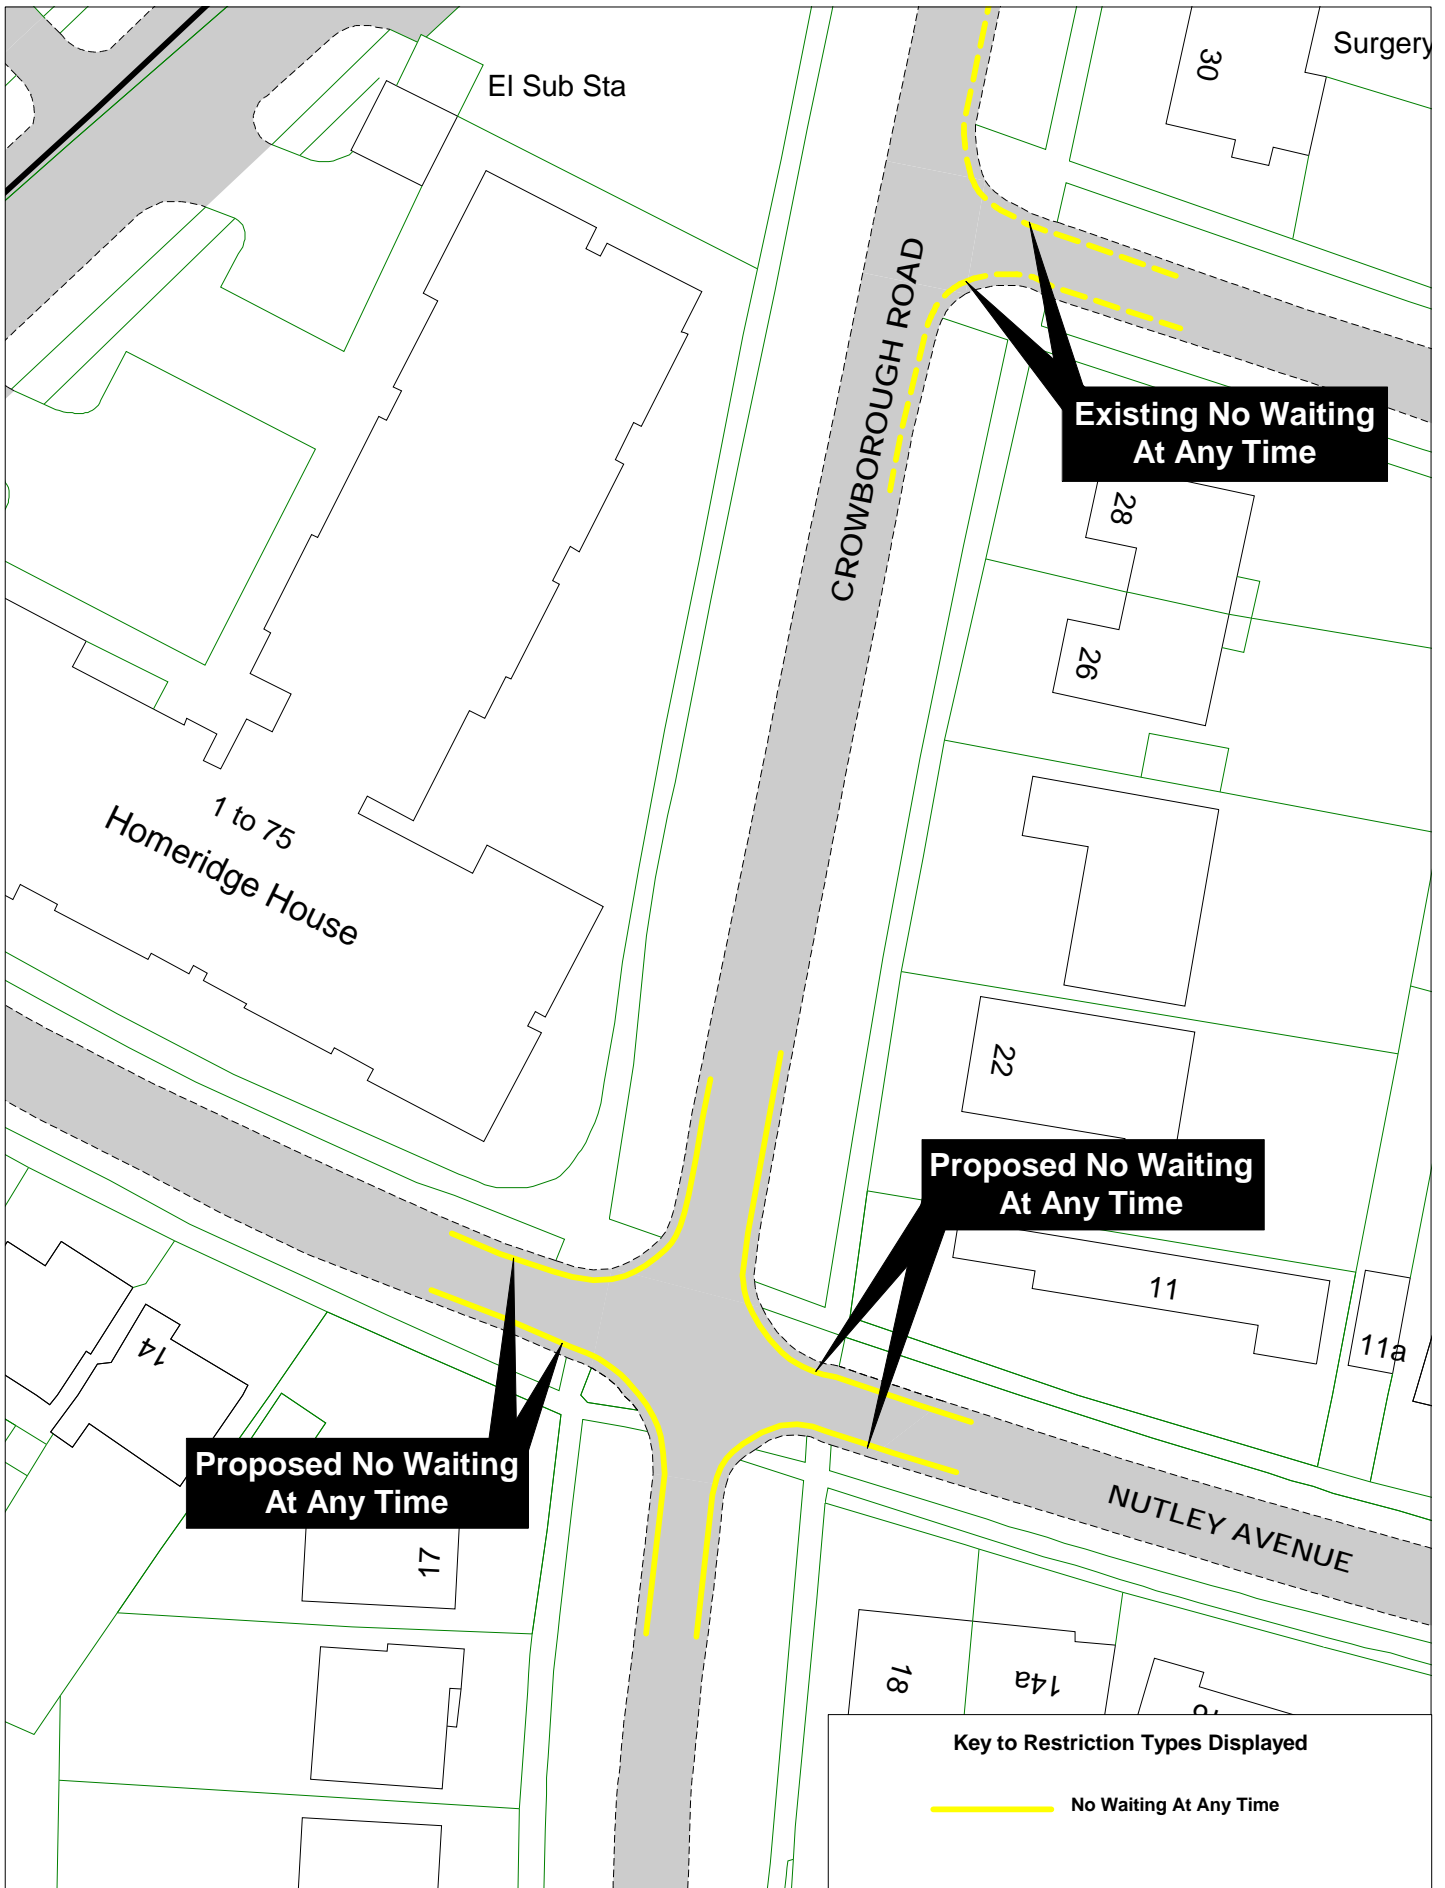 Surgery
30
El Sub Sta
CROWBOROUGH ROAD
Existing No Waiting
At Any Time
28
26
1 to 75
Homeridge House
22
Proposed No Waiting
At Any Time
11
11a
14
Proposed No Waiting
At Any Time
NUTLEY AVENUE
17
18
14a
Key to Restriction Types Displayed
No Waiting At Any Time